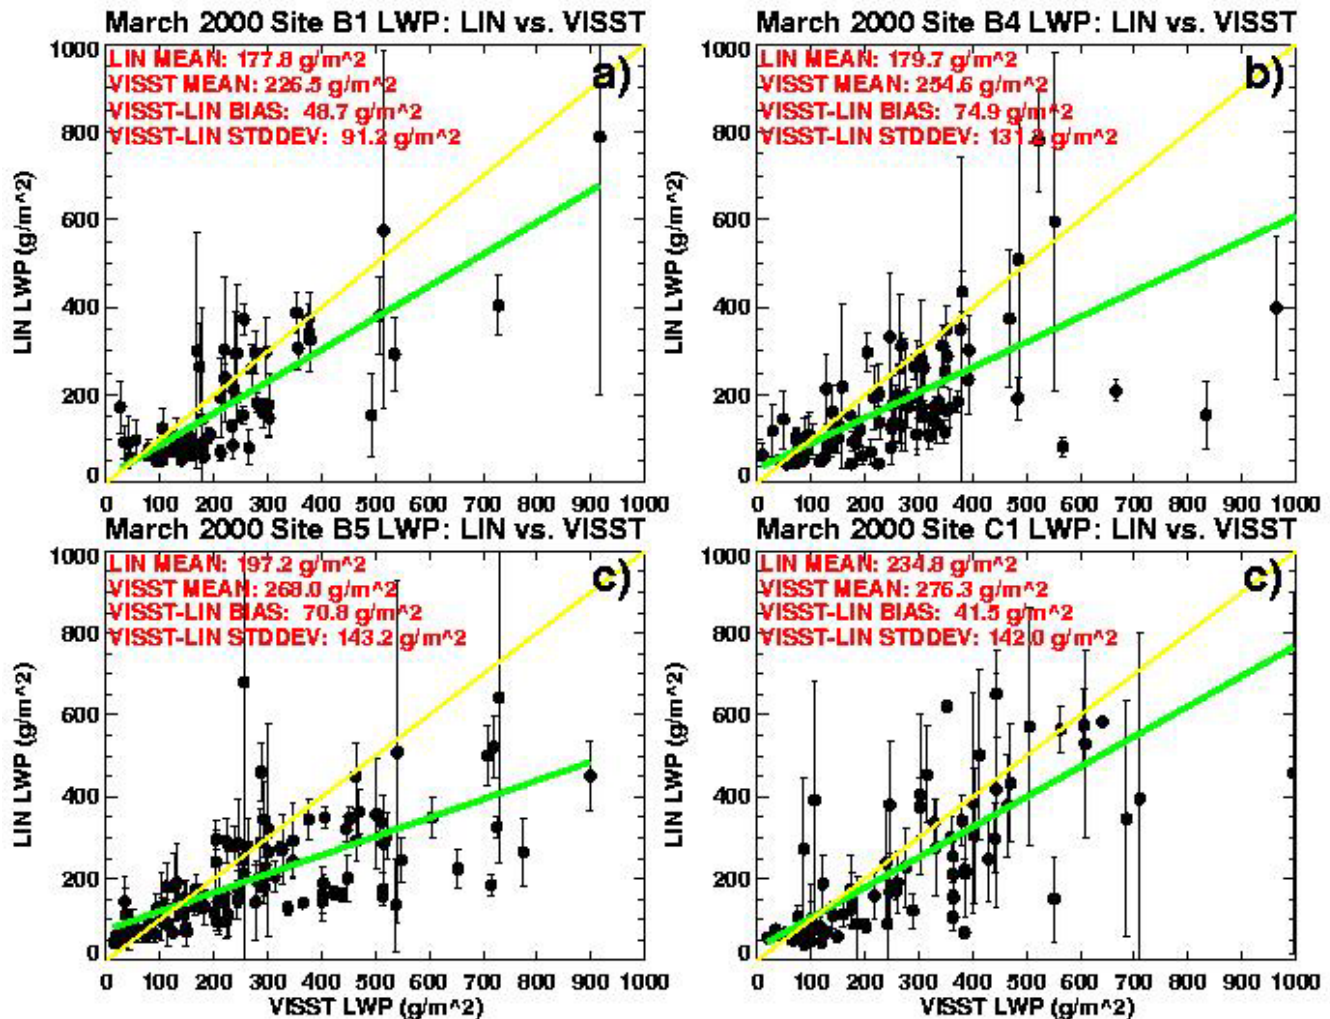 March 2000 Site B1 LWP: LIN vs. VISST
LIN MEAN: 177.8 g/m^2
VISST MEAN: 226.5 g/m^2
VISST-LIN BIAS: 48.7 g/m^2
VISST-LIN STDDEV: 91.2 g/m^2
a)
LIN LWP (g/m^2)
1000
800
600
400
200
0
0 100 200 300 400 500 600 700 800 900 1000
March 2000 Site B4 LWP: LIN vs. VISST
LIN MEAN: 179.7 g/m^2
VISST MEAN: 254.6 g/m^2
VISST-LIN BIAS: 74.9 g/m^2
VISST-LIN STDDEV: g/m^2
b)
LIN LWP (g/m^2)
1000
800
600
400
200
0
0 100 200 300 400 500 600 700 800 900 1000
March 2000 Site B5 LWP: LIN vs. VISST
LIN MEAN: 197.2 g/m^2
VISST MEAN: 268.0 g/m^2
VISST-LIN BIAS: 70.8 g/m^2
VISST-LIN STDDEV: 143.2 g/m^2
c)
LIN LWP (g/m^2)
1000
800
600
400
200
0
0 100 200 300 400 500 600 700 800 900 1000
VISST LWP (g/m^2)
March 2000 Site C1 LWP: LIN vs. VISST
LIN MEAN: 234.8 g/m^2
VISST MEAN: 276.3 g/m^2
VISST-LIN BIAS: 41.5 g/m^2
VISST-LIN STDDEV: 142.0 g/m^2
c)
LIN LWP (g/m^2)
1000
800
600
400
200
0
0 100 200 300 400 500 600 700 800 900 1000
VISST LWP (g/m^2)